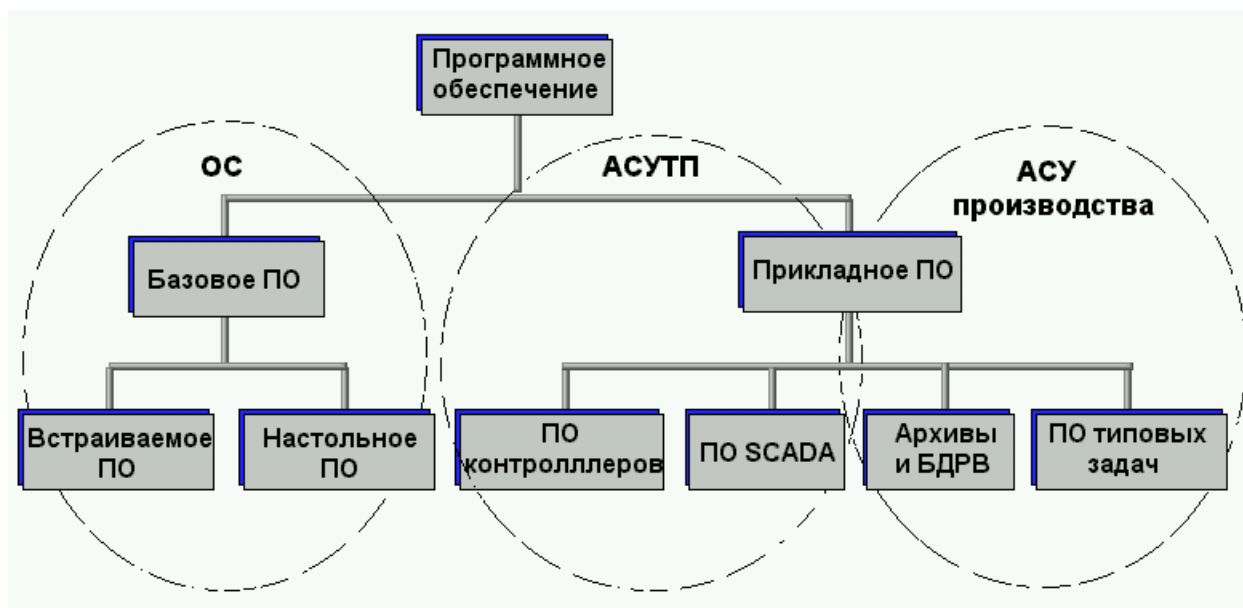 Программное
обеспечение
ОС
АСУТП
АСУ
производства
Базовое ПО
Прикладное ПО
Встраиваемое
ПО
Настольное
ПО
ПО
контролллеров
ПО SCADA
Архивы
и БДРВ
ПО типовых
задач